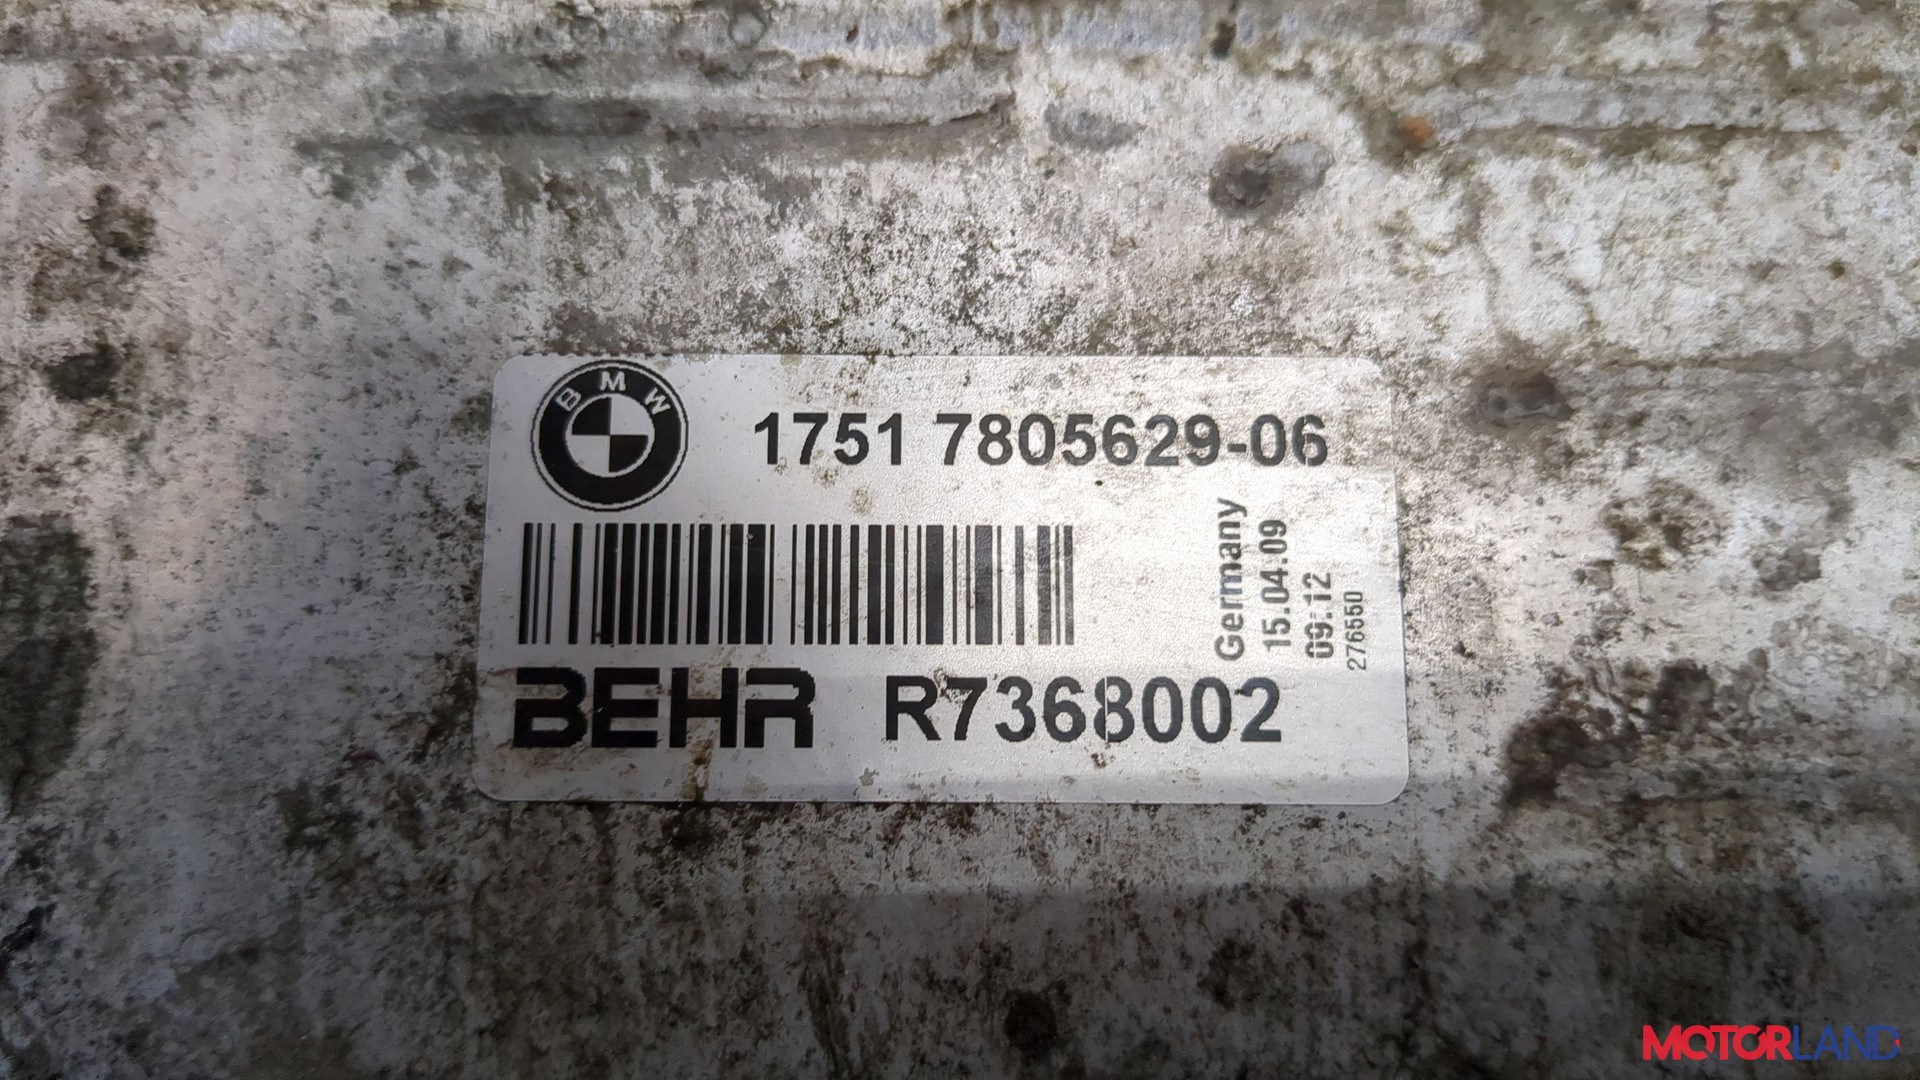 BMW
1751 7805629-06
Germany
15.04.09
09:12
276550
BEHR R7368002
MOTORLAND